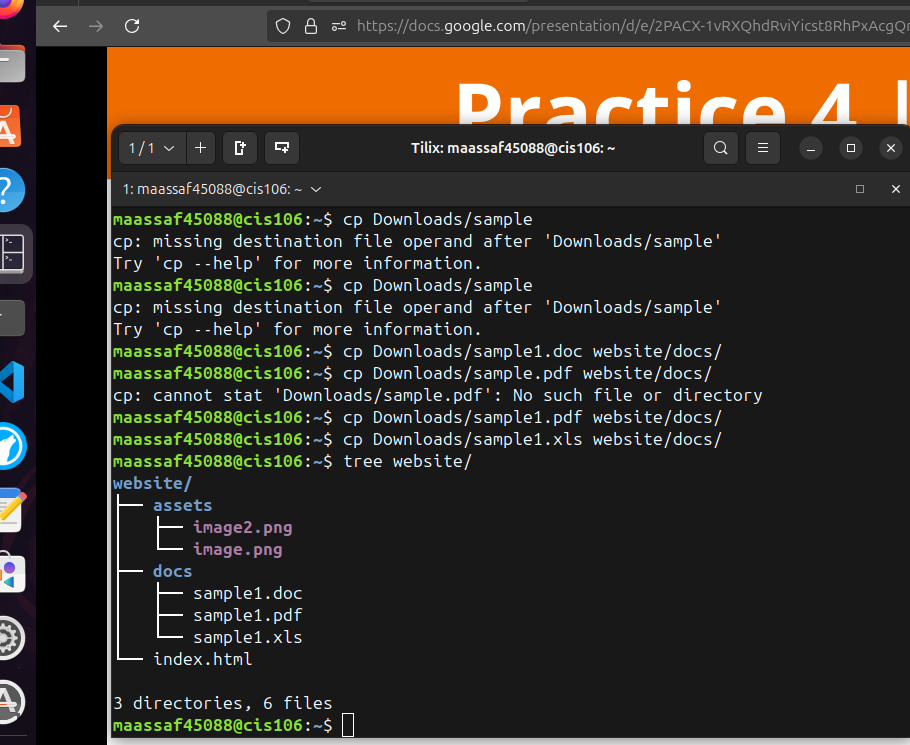 https://docs.google.com/presentation/d/e/2PACX-1vRXQhdRviYicst8RhPxAcgQ
Practice 4
1 / 1
Tilix: maassaf45088@cis106: ~
1: maassaf45088@cis106: ~
maassaf45088@cis106:~$ cp Downloads/sample
cp: missing destination file operand after 'Downloads/sample'
Try 'cp --help' for more information.
maassaf45088@cis106:~$ cp Downloads/sample
cp: missing destination file operand after 'Downloads/sample'
Try 'cp --help' for more information.
maassaf45088@cis106:~$ cp Downloads/sample1.doc website/docs/
maassaf45088@cis106:~$ cp Downloads/sample.pdf website/docs/
cp: cannot stat 'Downloads/sample.pdf': No such file or directory
maassaf45088@cis106:~$ cp Downloads/sample1.pdf website/docs/
maassaf45088@cis106:~$ cp Downloads/sample1.xls website/docs/
maassaf45088@cis106:~$ tree website/
website/
├── assets
│   ├── image2.png
│   └── image.png
├── docs
│   ├── sample1.doc
│   ├── sample1.pdf
│   └── sample1.xls
└── index.html
3 directories, 6 files
maassaf45088@cis106:~$